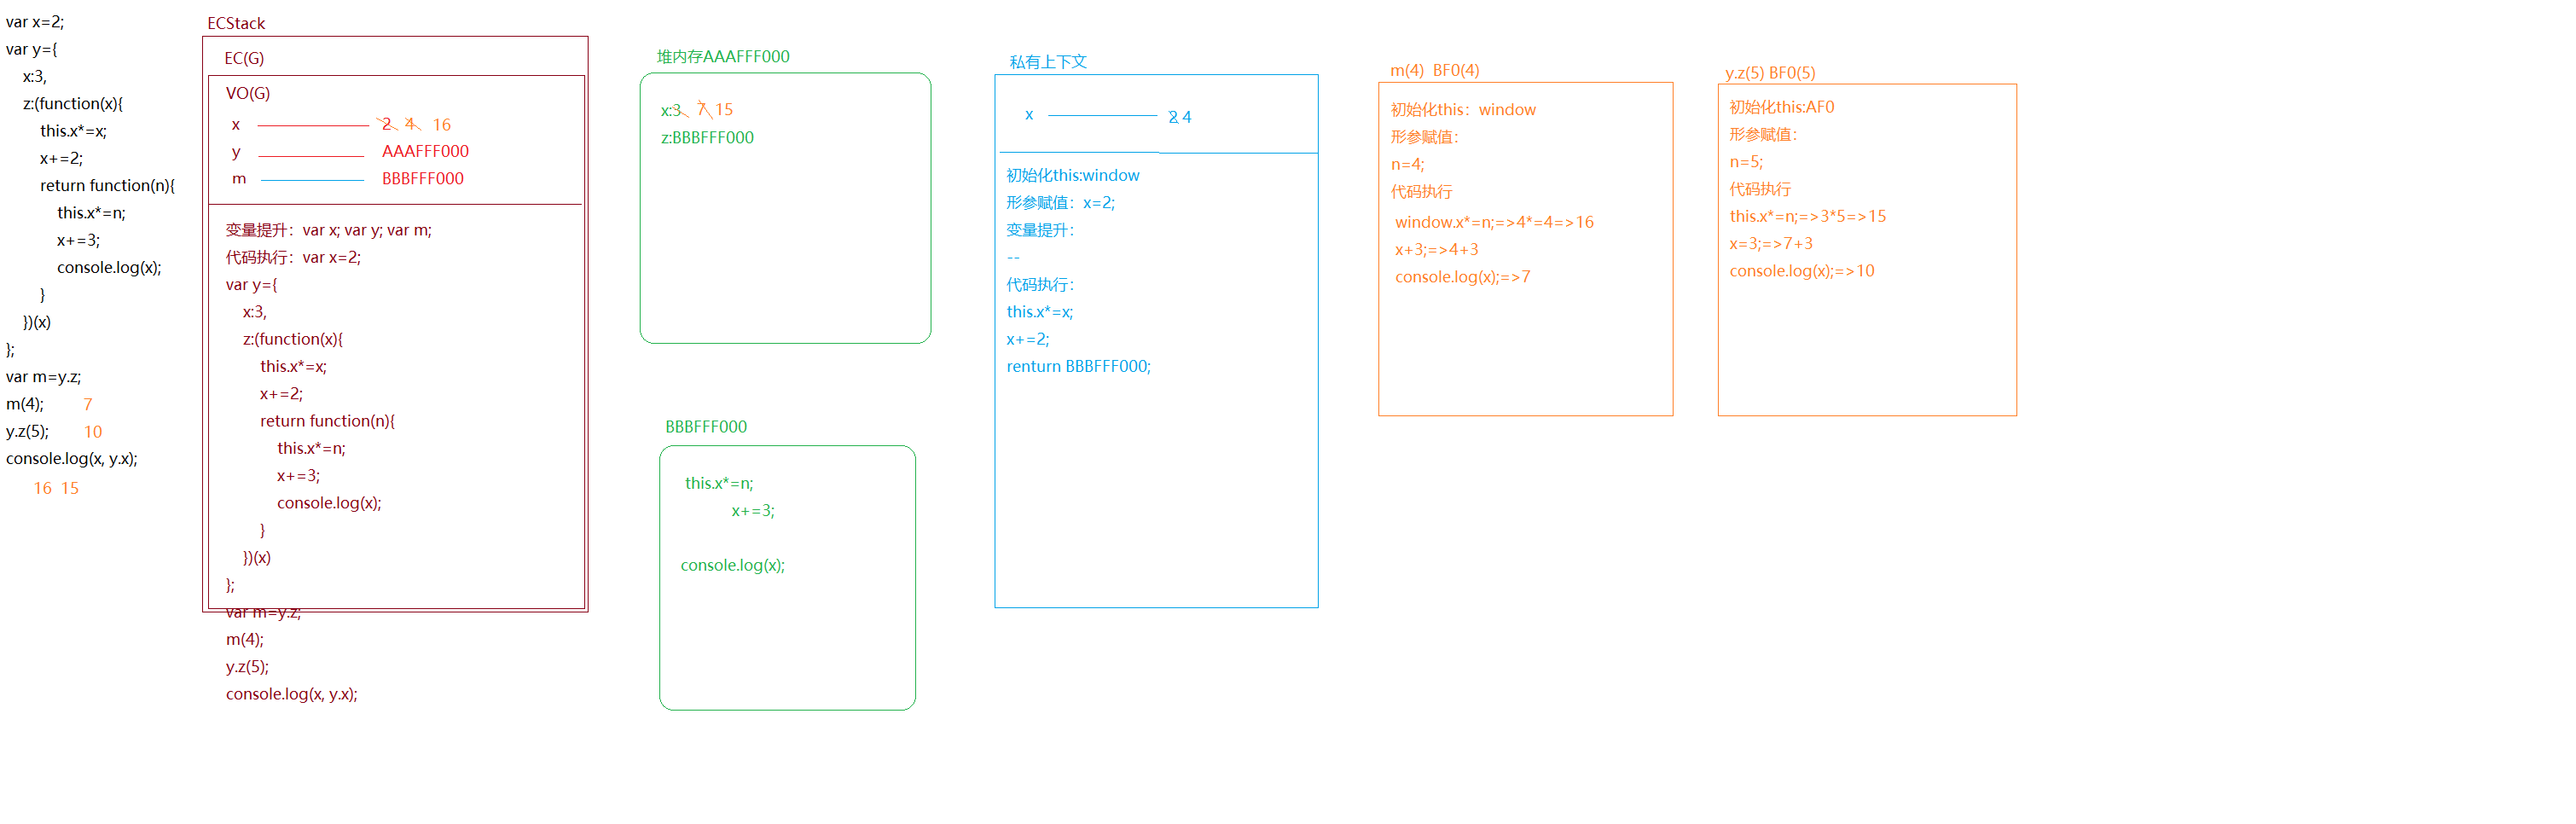 var x=2;
var y={
x:3,
z:(function(x){
this.x*=x;
x+=2;
return function(n){
this.x*=n;
x+=3;
console.log(x);
}
})(x)
};
var m=y.z;
m(4); 7
y.z(5); 10
console.log(x, y.x);
16 15
ECStack
EC(G)
VO(G)
x 2 4 16
y AAAFFF000
m BBBFFF000
变量提升：var x; var y; var m;
代码执行：var x=2;
var y={
x:3,
z:(function(x){
this.x*=x;
x+=2;
return function(n){
this.x*=n;
x+=3;
console.log(x);
}
})(x)
};
var m=y.z;
m(4);
y.z(5);
console.log(x, y.x);
堆内存AAAFFF000
x:3 7 15
z:BBBFFF000
BBBFFF000
this.x*=n;
x+=3;
console.log(x);
私有上下文
x 2 4
初始化this:window
形参赋值：x=2;
变量提升：
--
代码执行：
this.x*=x;
x+=2;
renturn BBBFFF000;
m(4) BF0(4)
初始化this：window
形参赋值：
n=4;
代码执行
window.x*=n;=>4*=4=>16
x+3;=>4+3
console.log(x);=>7
y.z(5) BF0(5)
初始化this:AF0
形参赋值：
n=5;
代码执行
this.x*=n;=>3*5=>15
x=3;=>7+3
console.log(x);=>10